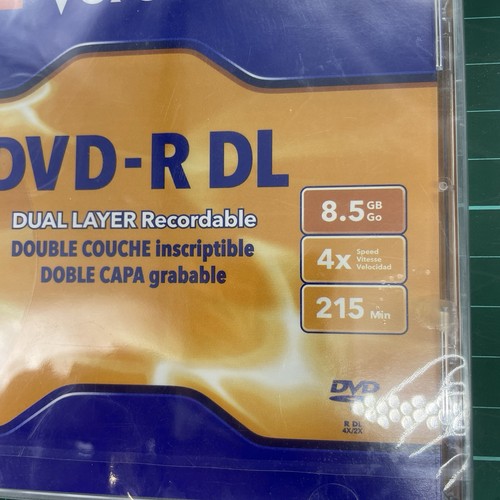 DVD-R DL
DUAL LAYER Recordable
DOUBLE COUCHE inscriptible
DOBLE CAPA grabable
8.5 GB
Go
4x Speed
Vitesse
Velocidad
215 Min
DVD
R DL
4X/2X